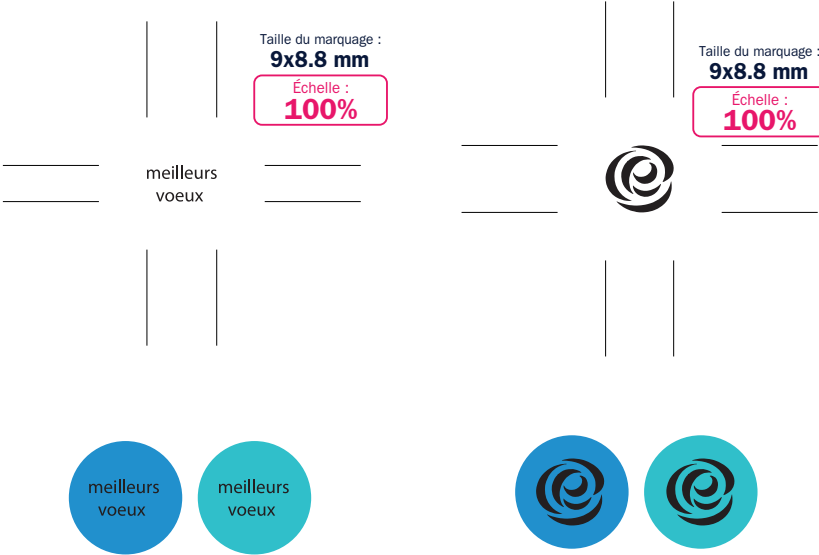 Taille du marquage :
9x8.8 mm
Échelle :
100%
meilleurs
voeux
Taille du marquage :
9x8.8 mm
Échelle :
100%
meilleurs
voeux
meilleurs
voeux